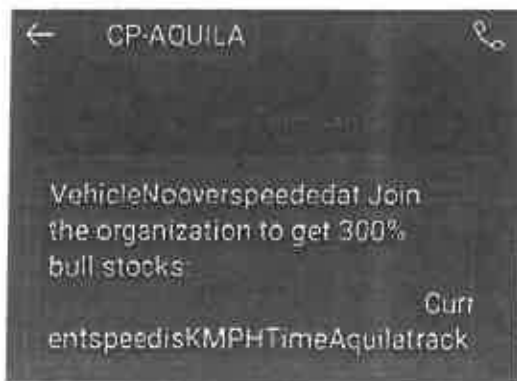 CP-AQUILA
VehicleNooverspeededat Join
the organization to get 300%
bull stocks
Curr
entspeedisKMPHTimeAquilatrack